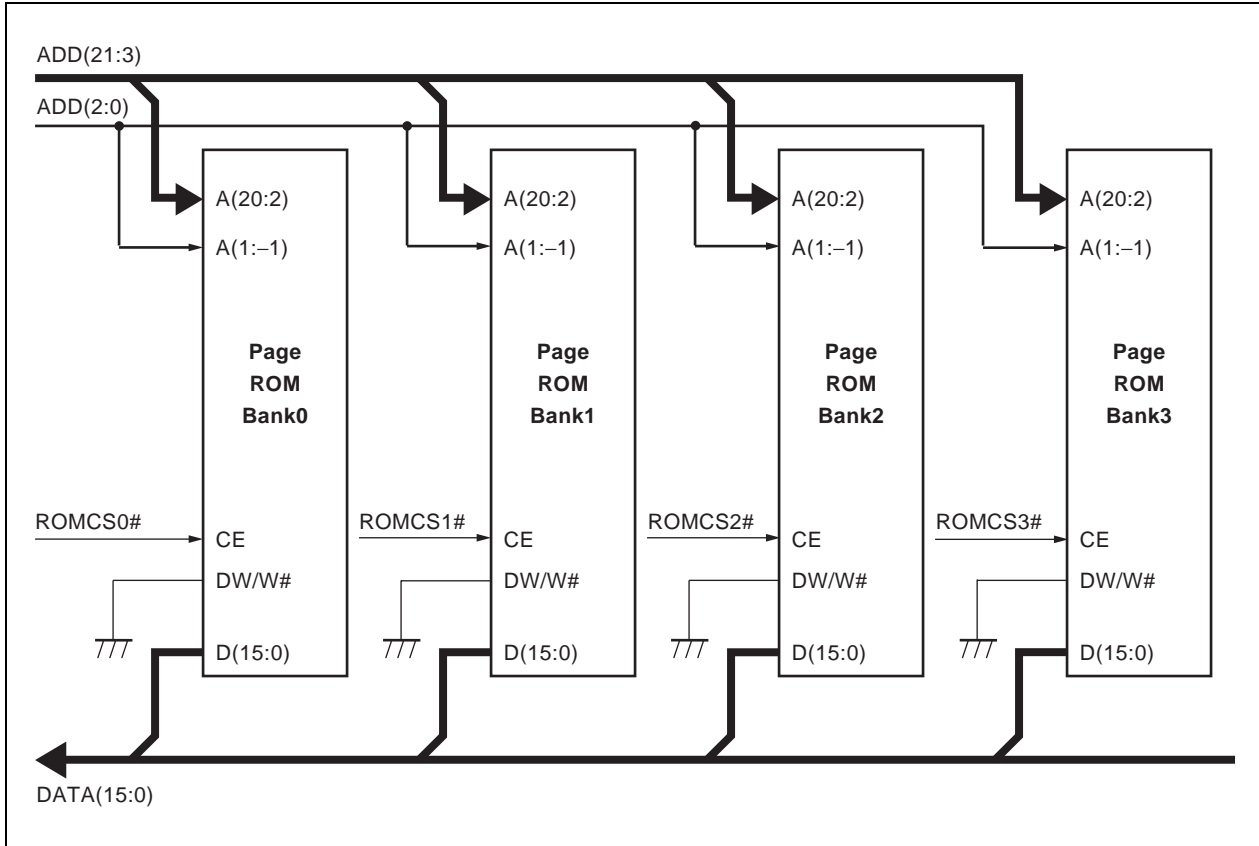 ADD(21:3)
ADD(2:0)
A(20:2)
A(1:−1)
Page
ROM
Bank0
ROMCS0#
CE
DW/W#
D(15:0)
A(20:2)
A(1:−1)
Page
ROM
Bank1
ROMCS1#
CE
DW/W#
D(15:0)
A(20:2)
A(1:−1)
Page
ROM
Bank2
ROMCS2#
CE
DW/W#
D(15:0)
A(20:2)
A(1:−1)
Page
ROM
Bank3
ROMCS3#
CE
DW/W#
D(15:0)
DATA(15:0)